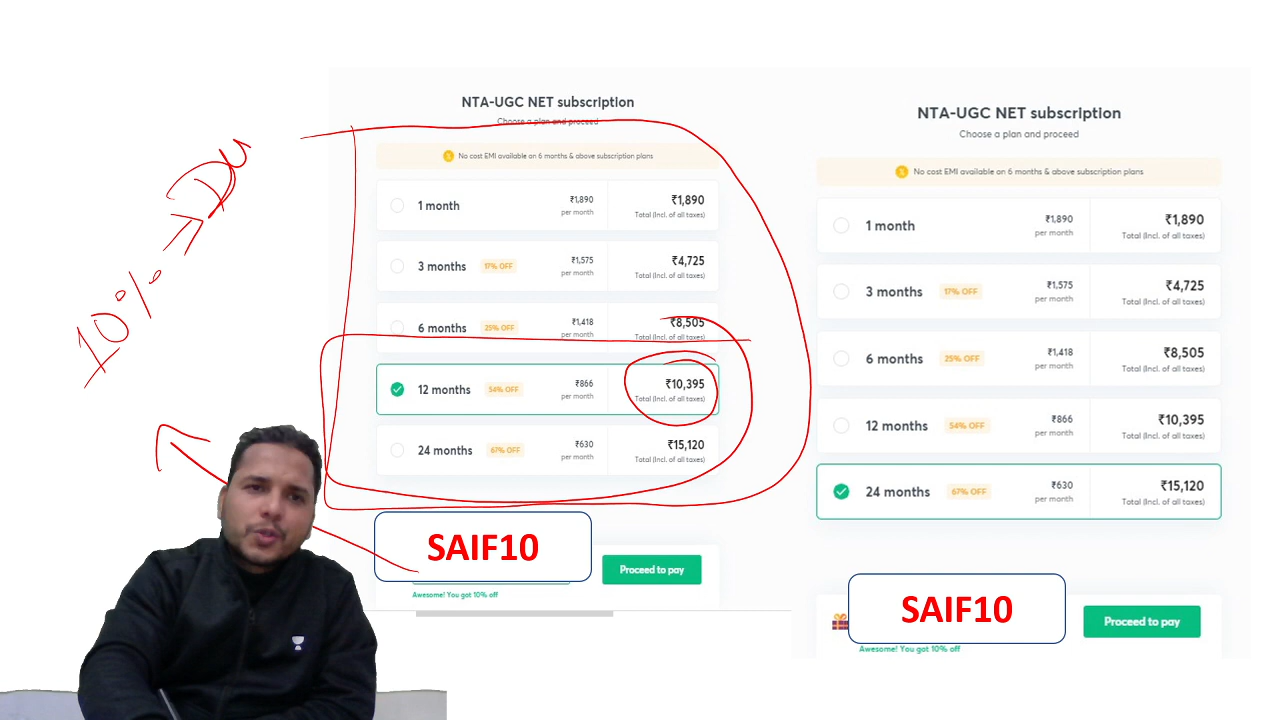 10% → Du
NTA-UGC NET subscription
Choose a plan and proceed
No cost EMI available on 6 months & above subscription plans
1 month ₹1,890 ₹1,890
per month Total (Incl. of all taxes)
3 months 17% OFF ₹1,575 ₹4,725
per month Total (Incl. of all taxes)
6 months 25% OFF ₹1,418 ₹8,505
per month Total (Incl. of all taxes)
12 months 54% OFF ₹866 ₹10,395
per month Total (Incl. of all taxes)
24 months 67% OFF ₹630 ₹15,120
per month Total (Incl. of all taxes)
SAIF10
Proceed to pay
Awesome! You got 10% off
NTA-UGC NET subscription
Choose a plan and proceed
No cost EMI available on 6 months & above subscription plans
1 month ₹1,890 ₹1,890
per month Total (Incl. of all taxes)
3 months 17% OFF ₹1,575 ₹4,725
per month Total (Incl. of all taxes)
6 months 25% OFF ₹1,418 ₹8,505
per month Total (Incl. of all taxes)
12 months 54% OFF ₹866 ₹10,395
per month Total (Incl. of all taxes)
24 months 67% OFF ₹630 ₹15,120
per month Total (Incl. of all taxes)
SAIF10
Proceed to pay
Awesome! You got 10% off